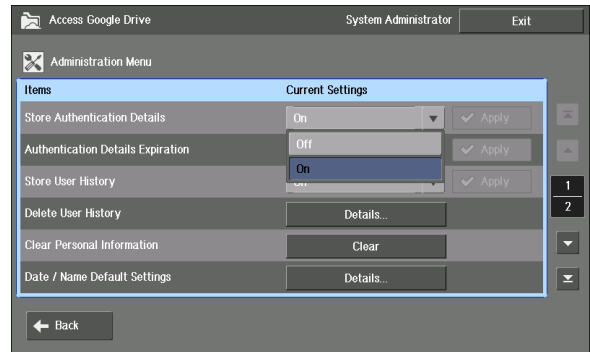 Access Google Drive System Administrator Exit
Administration Menu
Items Current Settings
Store Authentication Details On Apply
Off
Authentication Details Expiration Apply
On
Store User History On Apply
1
Delete User History Details... 2
Clear Personal Information Clear
Date / Name Default Settings Details...
Back